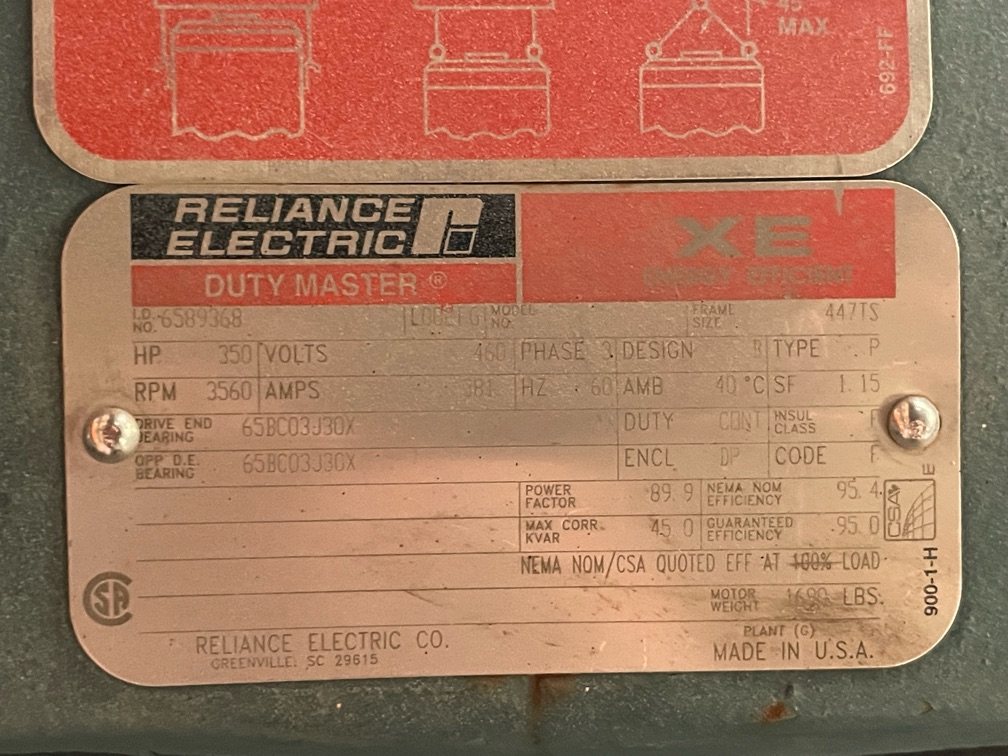 45°
MAX
692-FF
RELIANCE
ELECTRIC
XE
ENERGY EFFICIENT
DUTY MASTER ®
I.D. NO. 6589368 MODEL NO. FRAME SIZE 447TS
HP 350 VOLTS 460 PHASE 3 DESIGN B TYPE P
RPM 3560 AMPS 381 HZ 60 AMB 40 °C SF 1.15
DRIVE END BEARING 65BC03J30X DUTY CONT INSUL CLASS F
OPP D.E. BEARING 65BC03J30X ENCL DP CODE F
POWER FACTOR 89.9 NEMA NOM EFFICIENCY 95.4
MAX CORR. KVAR 45.0 GUARANTEED EFFICIENCY 95.0
NEMA NOM/CSA QUOTED EFF AT 100% LOAD
CSA E
900-1-H
MOTOR WEIGHT LBS.
SA
PLANT (G)
RELIANCE ELECTRIC CO. MADE IN U.S.A.
GREENVILLE, SC 29615